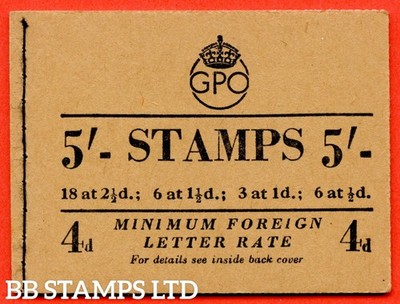 GPO
5/- STAMPS 5/-
18 at 2½d.; 6 at 1½d.; 3 at 1d.; 6 at ½d.
4d MINIMUM FOREIGN LETTER RATE 4d
For details see inside back cover
BB STAMPS LTD